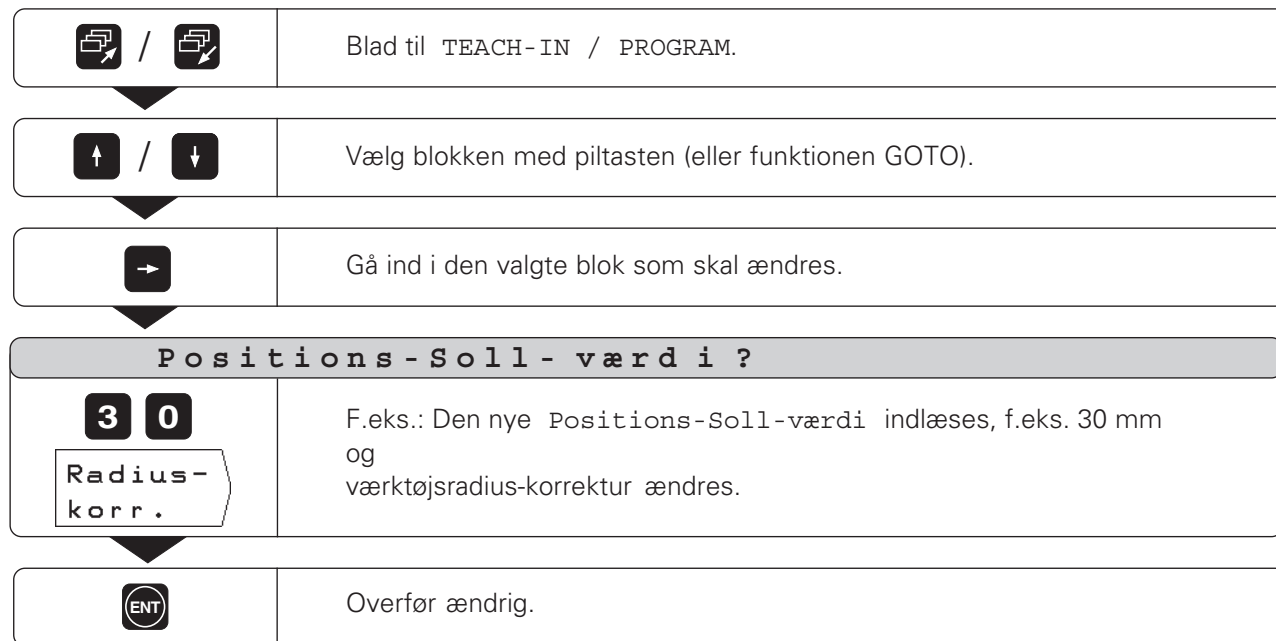 / Blad til TEACH-IN / PROGRAM.
/ Vælg blokken med piltasten (eller funktionen GOTO).
Gå ind i den valgte blok som skal ændres.
Positions-Soll- værdi ?
3 0
Radius-
korr.
F.eks.: Den nye Positions-Soll-værdi indlæses, f.eks. 30 mm
og
værktøjsradius-korrektur ændres.
ENT Overfør ændrig.